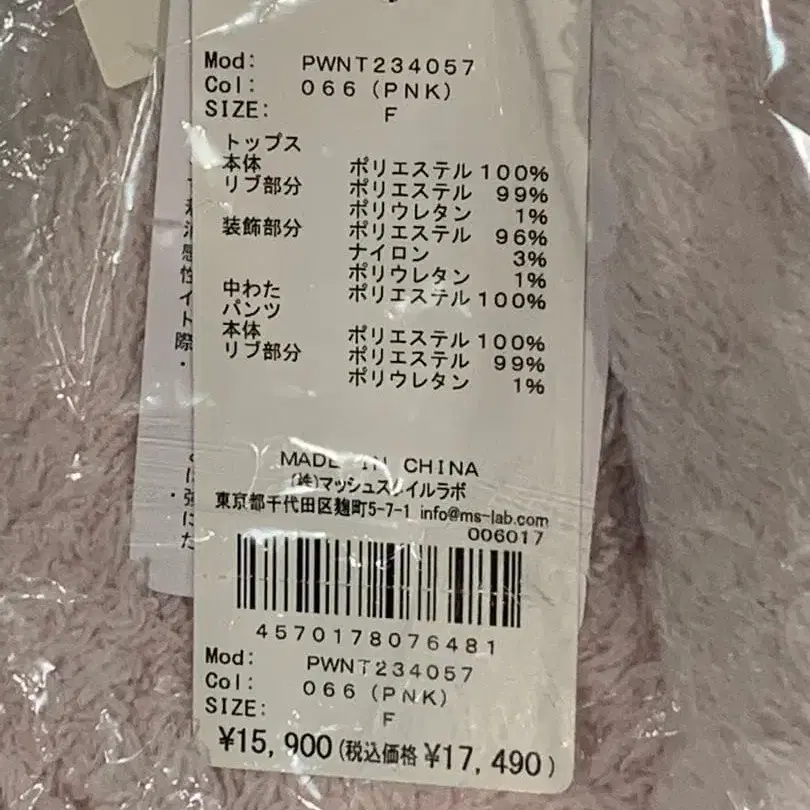 Mod: PWNT234057
Col: 066(PNK)
SIZE: F
トップス
本体 ポリエステル 100%
リブ部分 ポリエステル 99%
ポリウレタン 1%
装飾部分 ポリエステル 96%
ナイロン 3%
ポリウレタン 1%
中わた ポリエステル 100%
パンツ
本体 ポリエステル 100%
リブ部分 ポリエステル 99%
ポリウレタン 1%
MADE IN CHINA
(株)マッシュスタイルラボ
東京都千代田区麹町5-7-1 info@ms-lab.com
006017
4570178076481
Mod: PWNT234057
Col: 066(PNK)
SIZE: F
¥15,900(税込価格 ¥17,490)